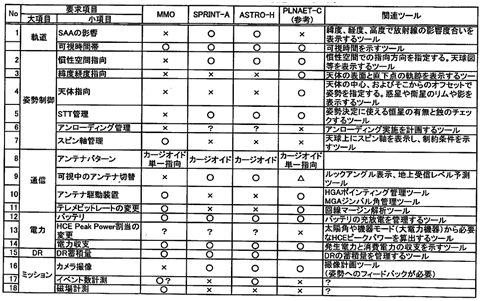 No 要求項目 MMO SPRINT-A ASTRO-H PLNAET-C (参考) 関連ツール
大項目 小項目
1 軌道 SAAの影響 × ○ ○ × 緯度、経度、高度で放射線の影響度合いを表示するツール
可視時間帯 ○ ○ ○ ○ 可視時間を示すツール
2 姿勢制御 慣性空間指向 × ○ ○ ○ 慣性空間での指向方向を指定する。天球図等を表示するツール
3 緯度経度指向 × × × ○ 天体の表面と直下点の軌跡を表示するツール
4 天体指向 × × × ○ 天体の中心、およびそこからのオフセットで姿勢を指定する。惑星や衛星のリムや影を表示するツール
5 STT管理 × ○ ○ ○ 姿勢決定に使える恒星の有無と蝕のチェックするツール
6 アンローディング管理 × ? ? × アンローディング実施を計画するツール
7 スピン軸管理 ○ × × × 天球上にスピン軸を表示し、制約条件を示すツール
8 通信 アンテナパターン カージオイド 単一指向 カージオイド カージオイド カージオイド 単一指向
9 可視中のアンテナ切替 × ○ ○ △ ルックアングル表示、地上受信レベル予測ツール
10 アンテナ駆動装置 ○ × × ○ HGAポインティング管理ツール MGAジンバル角管理ツール
11 テレメビットレートの変更 ○ × × ○ 回線マージン解析ツール
12 電力 バッテリ ○ ○ ○ ○ バッテリの充放電を管理するツール
13 HCE Peak Power割当の変更 ? ? ? × 太陽角や機器モード(大電力機器)から必要なHCEピークパワーを算出するツール
14 電力収支 ○ ○ ○ ○ 発生電力と消費電力の収支を示すツール
15 DR DR蓄積量 ○ ○ ○ ○ DRの蓄積量を管理するツール
16 ミッション カメラ撮像 × ○ ○ ○ 撮像計画ツール (姿勢へのフィードバックが必要)
17 イベント数計測 ○? ○ ○ × ?
18 磁場計測 ○ × × × ?